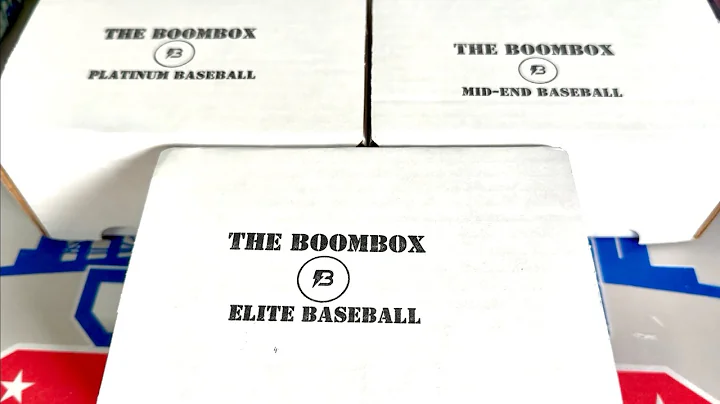 THE BOOMBOX
B
PLATINUM BASEBALL
THE BOOMBOX
B
MID-END BASEBALL
THE BOOMBOX
B
ELITE BASEBALL